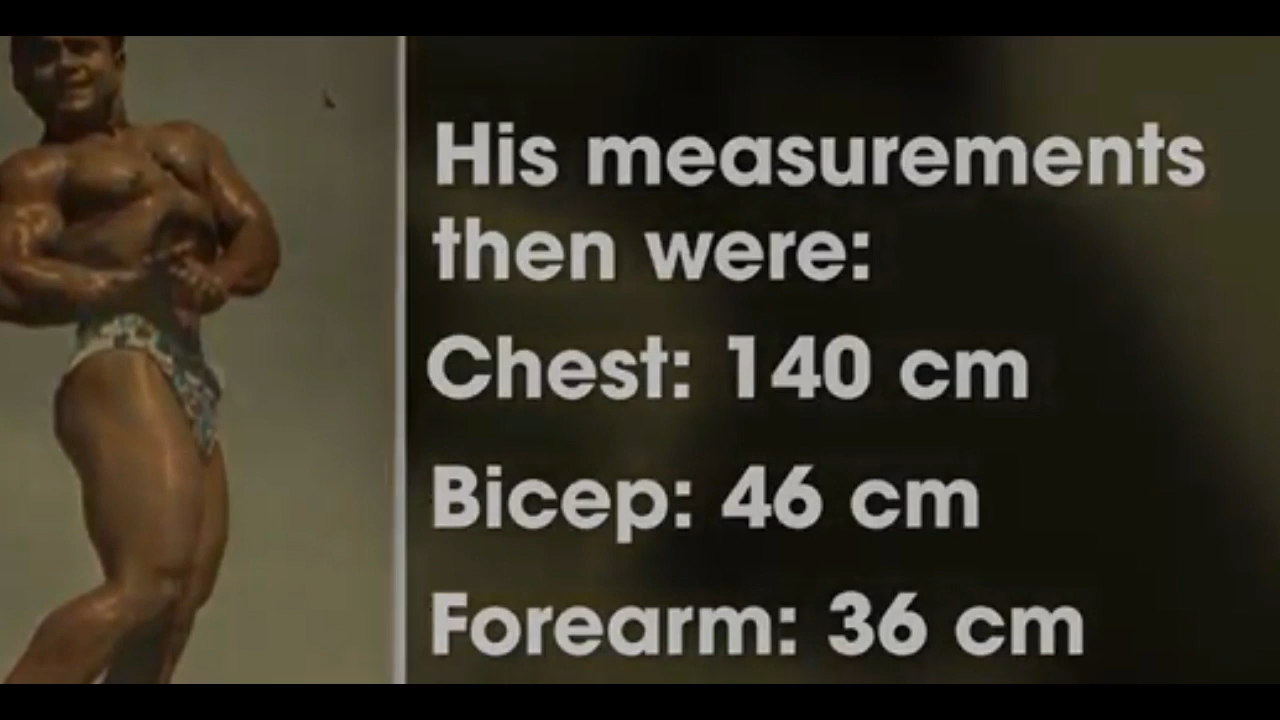 His measurements
then were:
Chest: 140 cm
Bicep: 46 cm
Forearm: 36 cm